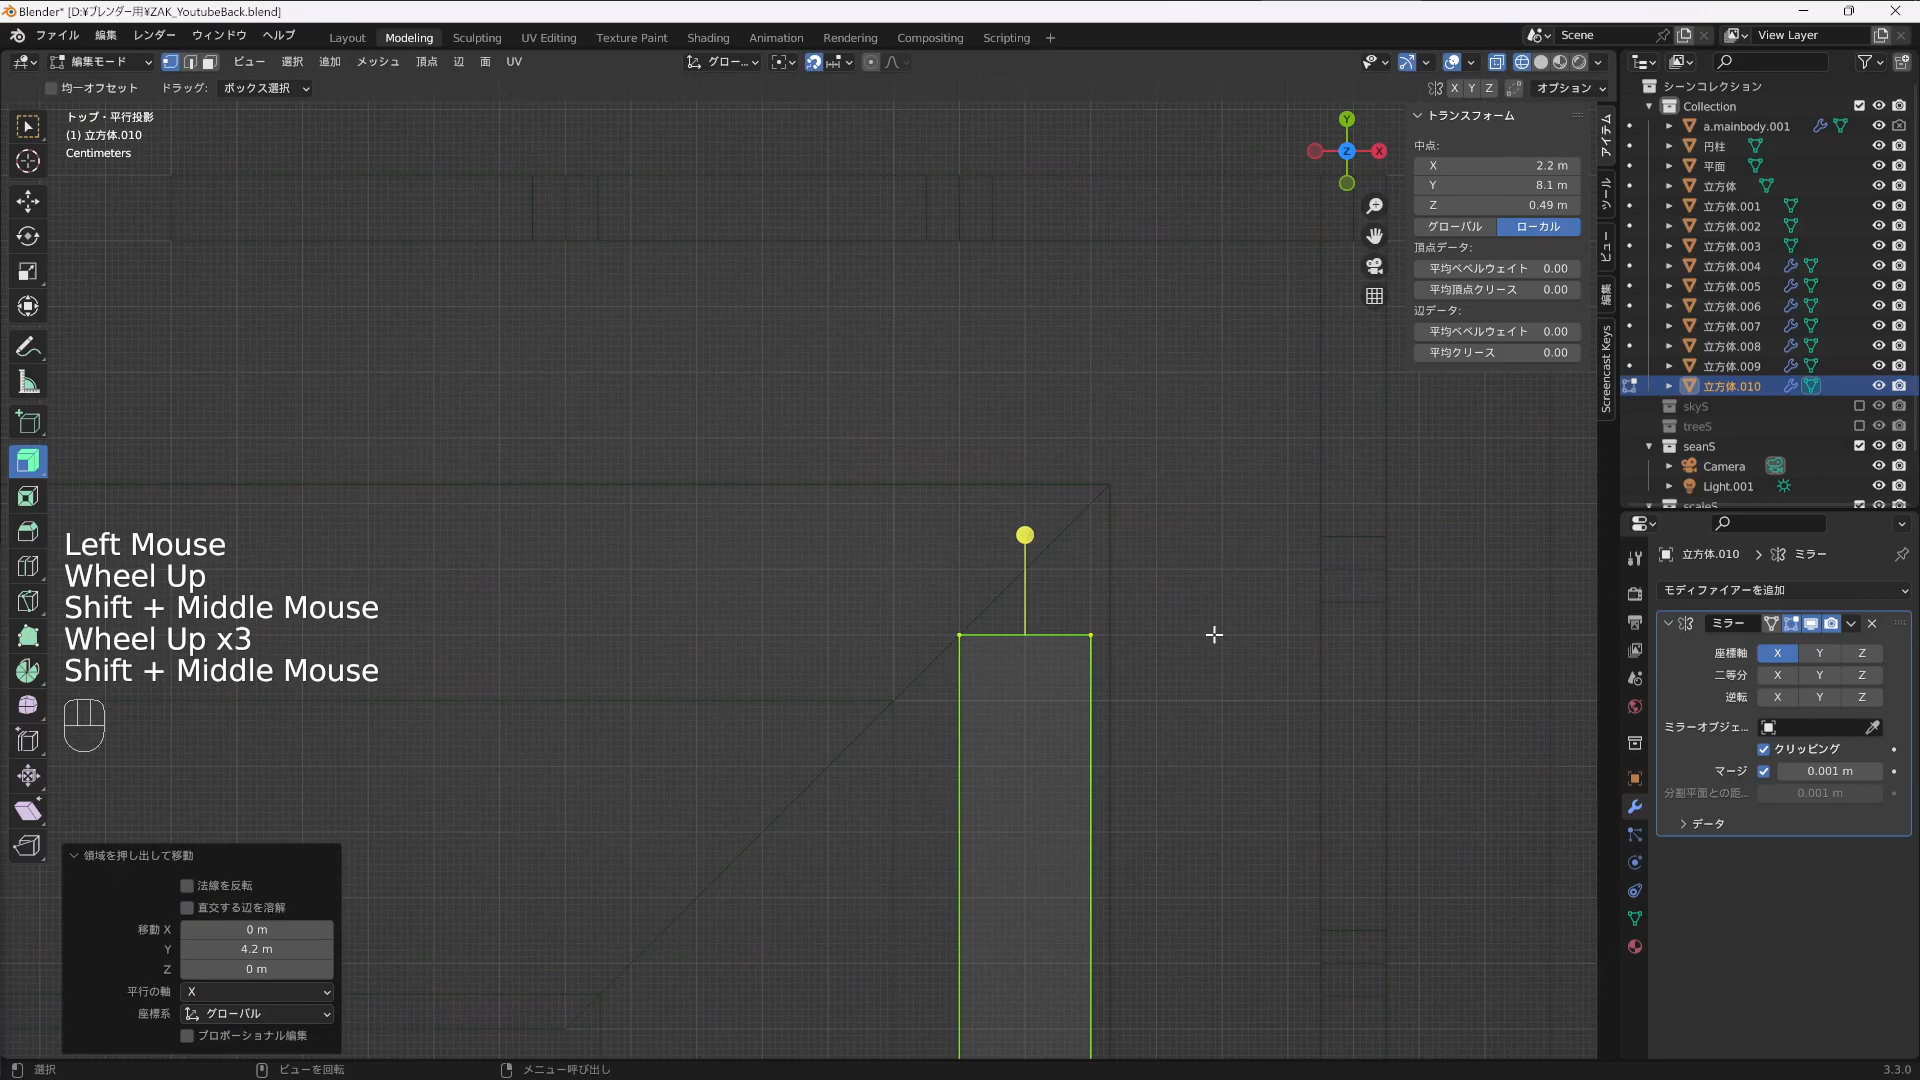 Blender* [D:¥ブレンダー用¥ZAK_YoutubeBack.blend]
ファイル 編集 レンダー ウィンドウ ヘルプ Layout Modeling Sculpting UV Editing Texture Paint Shading Animation Rendering Compositing Scripting + Scene View Layer
編集モード ビュー 選択 追加 メッシュ 頂点 辺 面 UV グロー...
均一オフセット ドラッグ: ボックス選択 X Y Z オプション
トップ・平行投影
(1) 立方体.010
Centimeters
Y
Z
X
トランスフォーム
中点:
X 2.2 m
Y 8.1 m
Z 0.49 m
グローバル ローカル
頂点データ:
平均ベベルウェイト 0.00
平均頂点クリース 0.00
辺データ:
平均ベベルウェイト 0.00
平均クリース 0.00
アイテム
ツール
ビュー
編集
Screencast Keys
シーンコレクション
Collection
a.mainbody.001
円柱
平面
立方体
立方体.001
立方体.002
立方体.003
立方体.004
立方体.005
立方体.006
立方体.007
立方体.008
立方体.009
立方体.010
skyS
treeS
seanS
Camera
Light.001
scaleS
立方体.010 > ミラー
モディファイアーを追加
ミラー
座標軸 X Y Z
二等分 X Y Z
逆転 X Y Z
ミラーオブジェ...
クリッピング
マージ 0.001 m
分割平面との距... 0.001 m
データ
Left Mouse
Wheel Up
Shift + Middle Mouse
Wheel Up x3
Shift + Middle Mouse
領域を押し出して移動
法線を反転
直交する辺を溶解
移動 X 0 m
Y 4.2 m
Z 0 m
平行の軸 X
座標系 グローバル
プロポーショナル編集
選択 ビューを回転 メニュー呼び出し 3.3.0